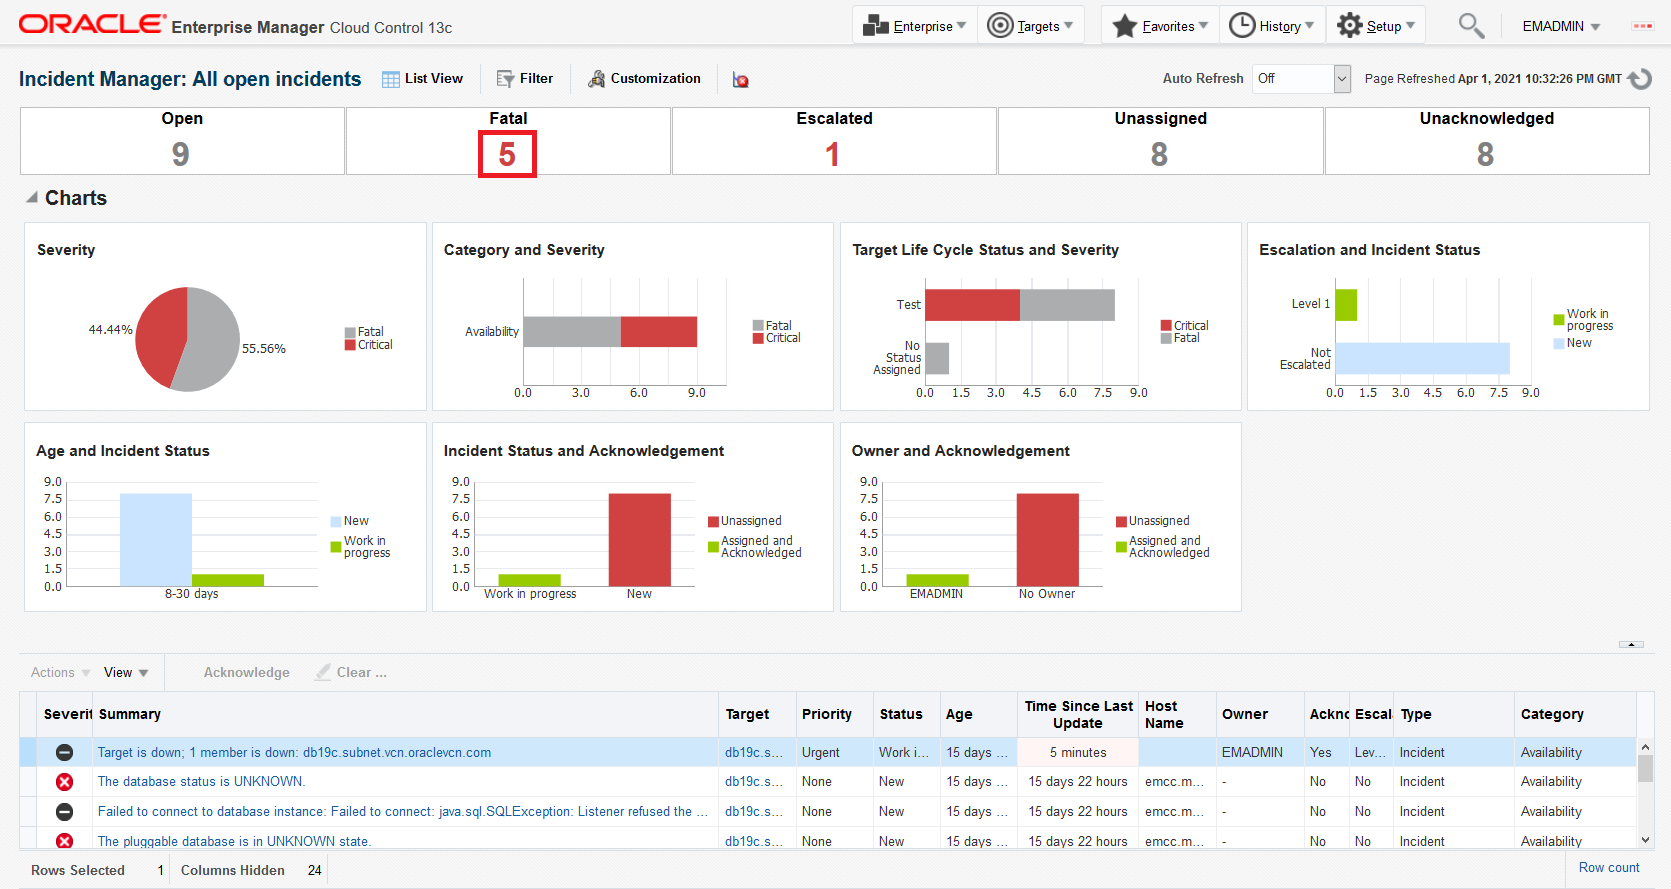 ORACLE Enterprise Manager Cloud Control 13c
Enterprise Targets Favorites History Setup EMADMIN
Incident Manager: All open incidents List View Filter Customization
Auto Refresh Off Page Refreshed Apr 1, 2021 10:32:26 PM GMT
Open Fatal Escalated Unassigned Unacknowledged
9 5 1 8 8
Charts
Severity
44.44%
55.56%
Fatal
Critical
Category and Severity
Availability
Fatal
Critical
0.0 3.0 6.0 9.0
Target Life Cycle Status and Severity
Test
No
Status
Assigned
Critical
Fatal
0.0 1.5 3.0 4.5 6.0 7.5 9.0
Escalation and Incident Status
Level 1
Not
Escalated
Work in
progress
New
0.0 1.5 3.0 4.5 6.0 7.5 9.0
Age and Incident Status
9.0
7.5
6.0
4.5
3.0
1.5
0.0
8-30 days
New
Work in
progress
Incident Status and Acknowledgement
9.0
7.5
6.0
4.5
3.0
1.5
0.0
Work in progress New
Unassigned
Assigned and
Acknowledged
Owner and Acknowledgement
9.0
7.5
6.0
4.5
3.0
1.5
0.0
EMADMIN No Owner
Unassigned
Assigned and
Acknowledged
Actions View Acknowledge Clear ...
Severit Summary Target Priority Status Age Time Since Last Update Host Name Owner Ackno Escal Type Category
Target is down; 1 member is down: db19c.subnet.vcn.oraclevcn.com db19c.s... Urgent Work i... 15 days ... 5 minutes EMADMIN Yes Lev... Incident Availability
The database status is UNKNOWN. db19c.s... None New 15 days ... 15 days 22 hours emcc.m... - No No Incident Availability
Failed to connect to database instance: Failed to connect: java.sql.SQLException: Listener refused the ... db19c.s... None New 15 days ... 15 days 22 hours emcc.m... - No No Incident Availability
The pluggable database is in UNKNOWN state. db19c.s... None New 15 days ... 15 days 22 hours emcc.m... - No No Incident Availability
Rows Selected 1 Columns Hidden 24 Row count